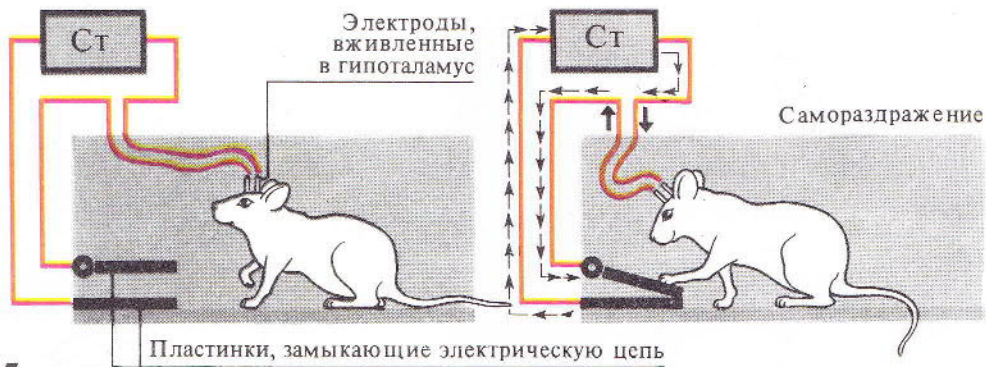 Ст
Электроды,
вживленные
в гипоталамус
Ст
Самораздражение
Пластинки, замыкающие электрическую цепь